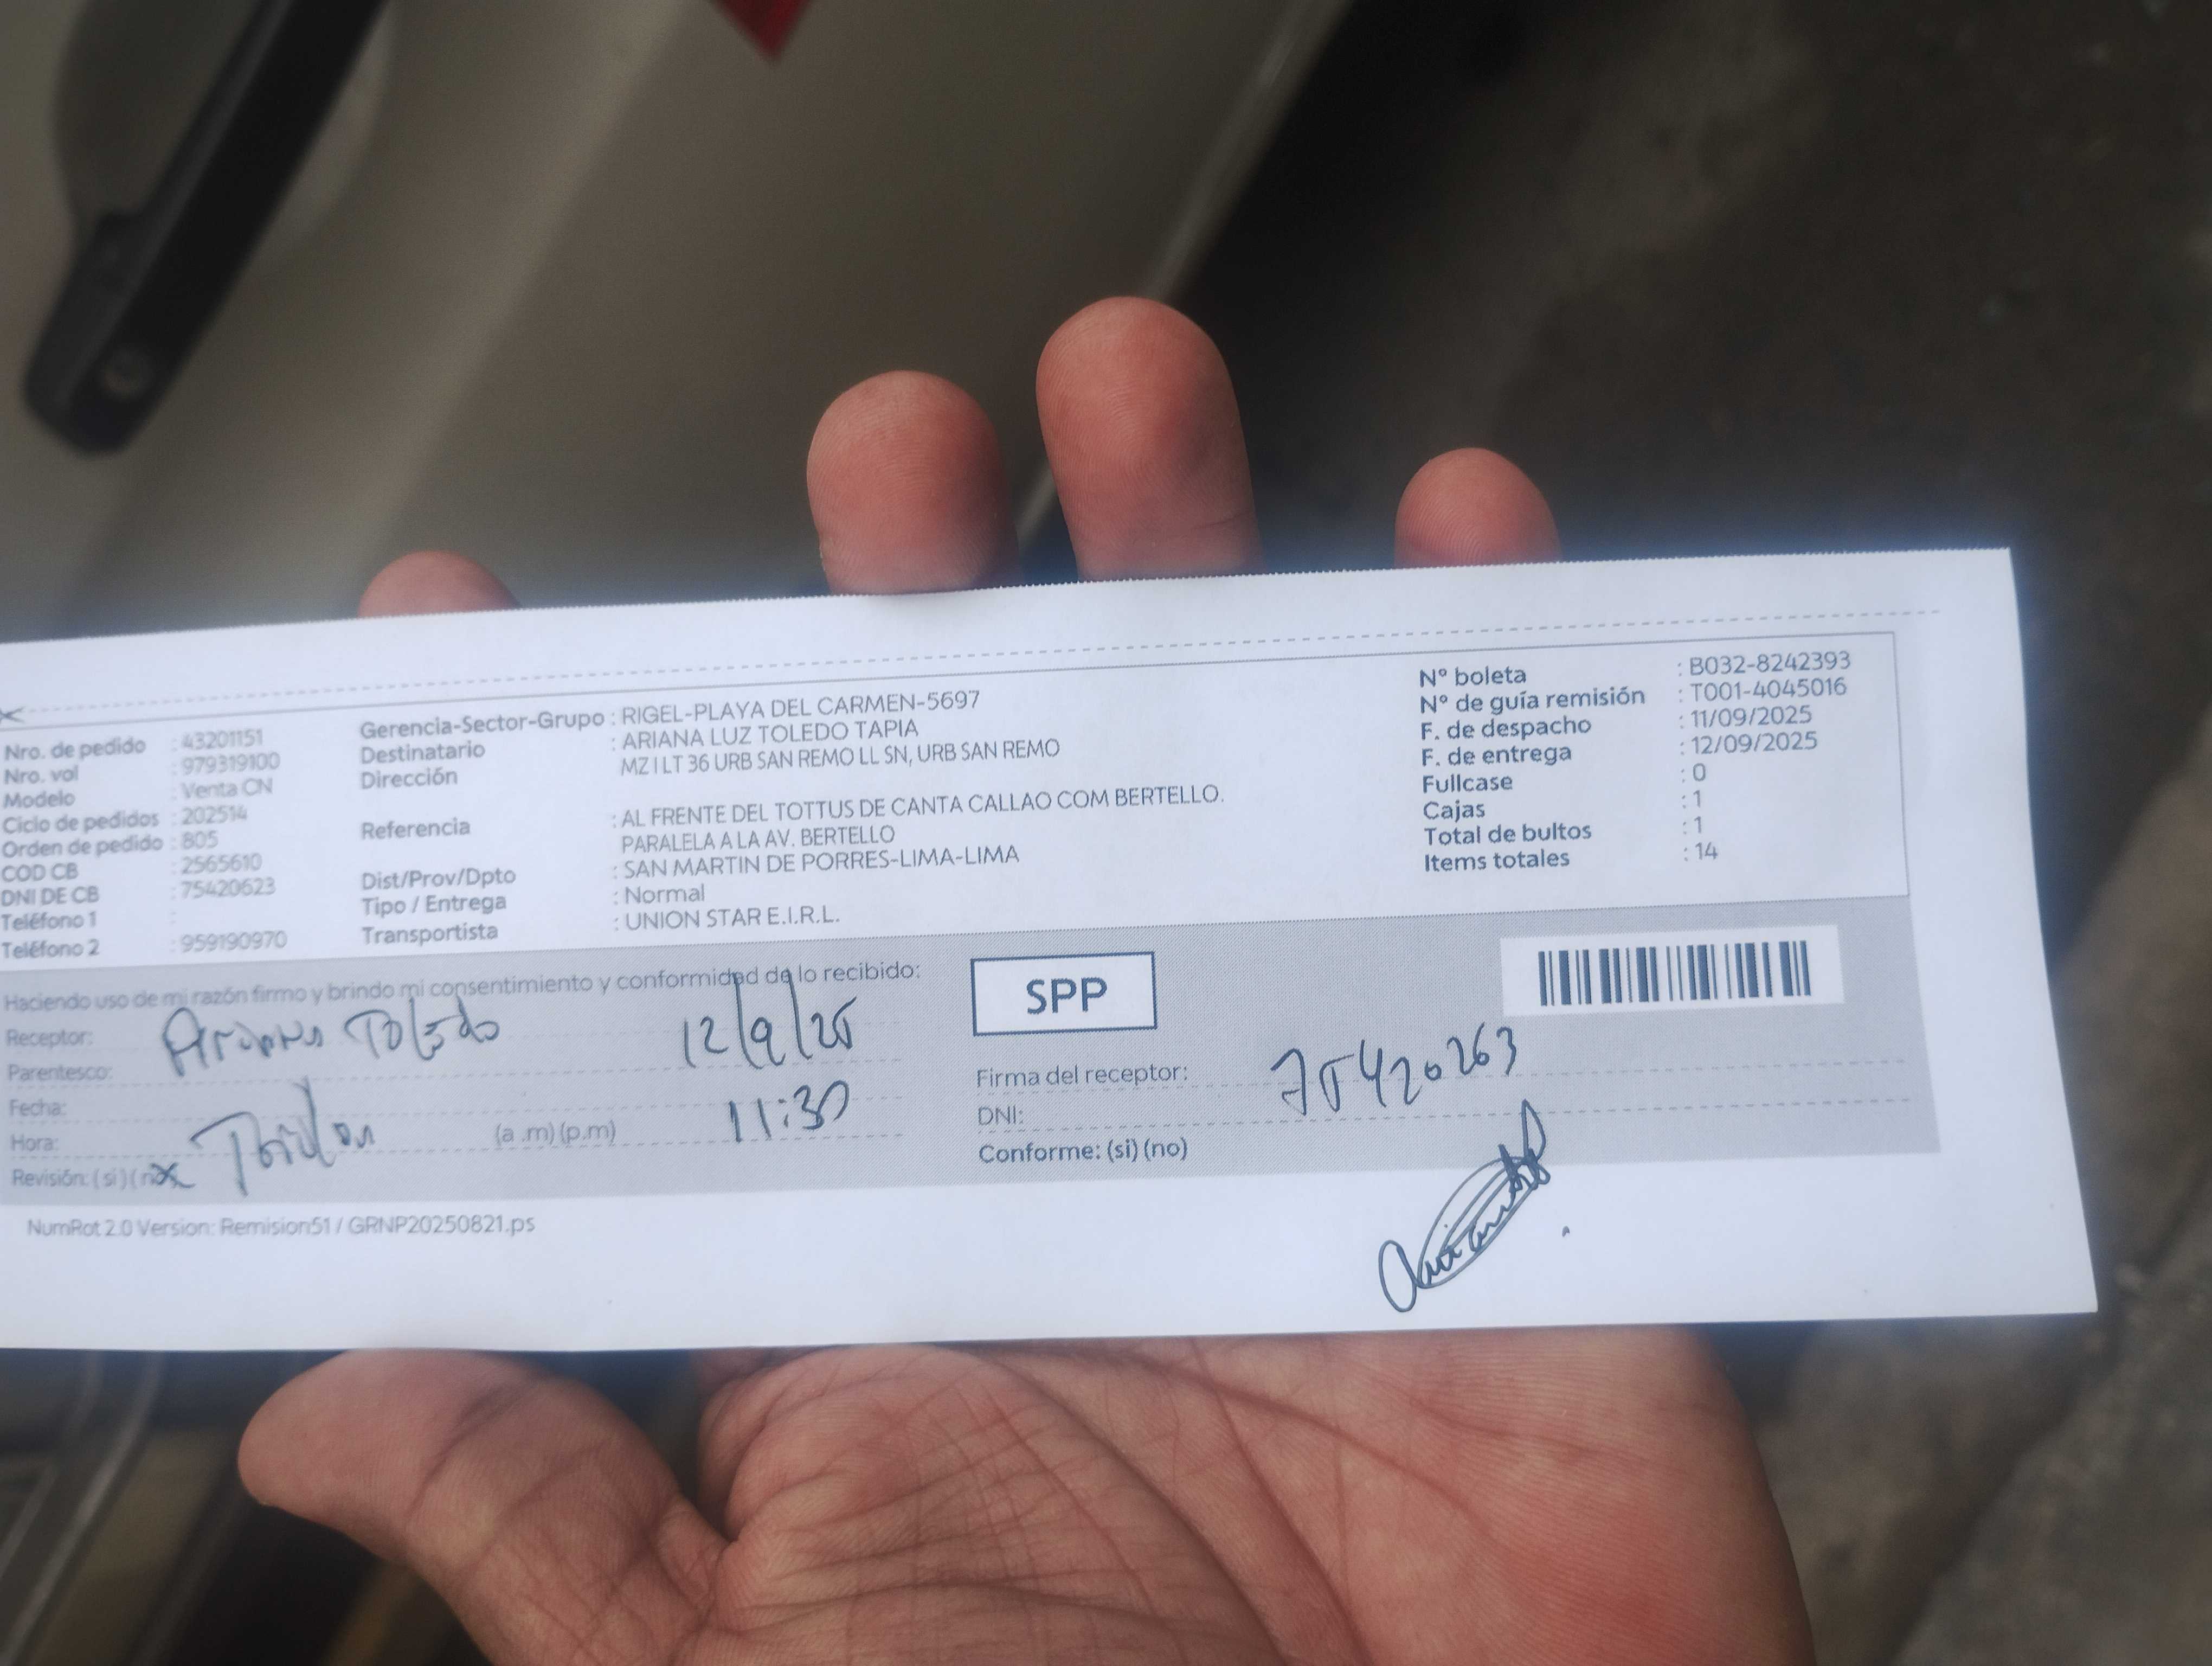 Nro. de pedido : 43201151
Nro. vol : 979319100
Modelo : Venta CN
Ciclo de pedidos : 202514
Orden de pedido : 805
COD CB : 2565610
DNI DE CB : 75420623
Teléfono 1 :
Teléfono 2 : 959190970
Gerencia-Sector-Grupo : RIGEL-PLAYA DEL CARMEN-5697
Destinatario : ARIANA LUZ TOLEDO TAPIA
Dirección MZ I LT 36 URB SAN REMO LL SN, URB SAN REMO
Referencia : AL FRENTE DEL TOTTUS DE CANTA CALLAO COM BERTELLO.
PARALELA A LA AV. BERTELLO
Dist/Prov/Dpto : SAN MARTIN DE PORRES-LIMA-LIMA
Tipo / Entrega : Normal
Transportista : UNION STAR E.I.R.L.
Nº boleta : B032-8242393
Nº de guía remisión : T001-4045016
F. de despacho : 11/09/2025
F. de entrega : 12/09/2025
Fullcase : 0
Cajas : 1
Total de bultos : 1
Items totales : 14
Haciendo uso de mi razón firmo y brindo mi consentimiento y conformidad de lo recibido:
Receptor: Toledo 12/9/25
Parentesco:
Fecha:
Hora: (a .m) (p.m) 11:30
Revisión: (si) (no)
SPP
Firma del receptor: 75420263
DNI:
Conforme: (si) (no)
NumRot 2.0 Version: Remision51 / GRNP20250821.ps